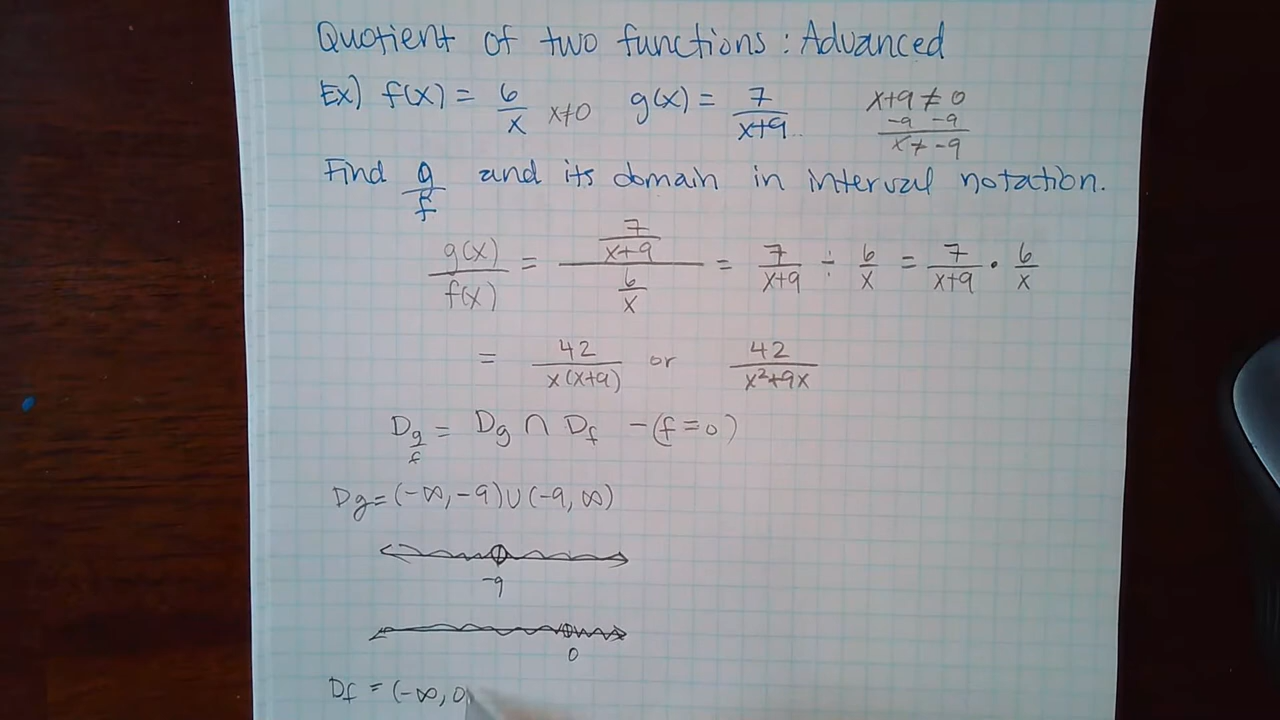 Quotient of two functions: Advanced
Ex) f(x) = 6/x x≠0 g(x) = 7/(x+9) x+9 ≠ 0
-9 -9
x ≠ -9
Find g/f and its domain in interval notation.
g(x)/f(x) = (7/(x+9))/(6/x) = 7/(x+9) ÷ 6/x = 7/(x+9) · 6/x
= 42/(x(x+9)) or 42/(x²+9x)
D_(g/f) = Dg ∩ Df - (f=0)
Dg = (-∞, -9) ∪ (-9, ∞)
-9
0
Df = (-∞, 0)